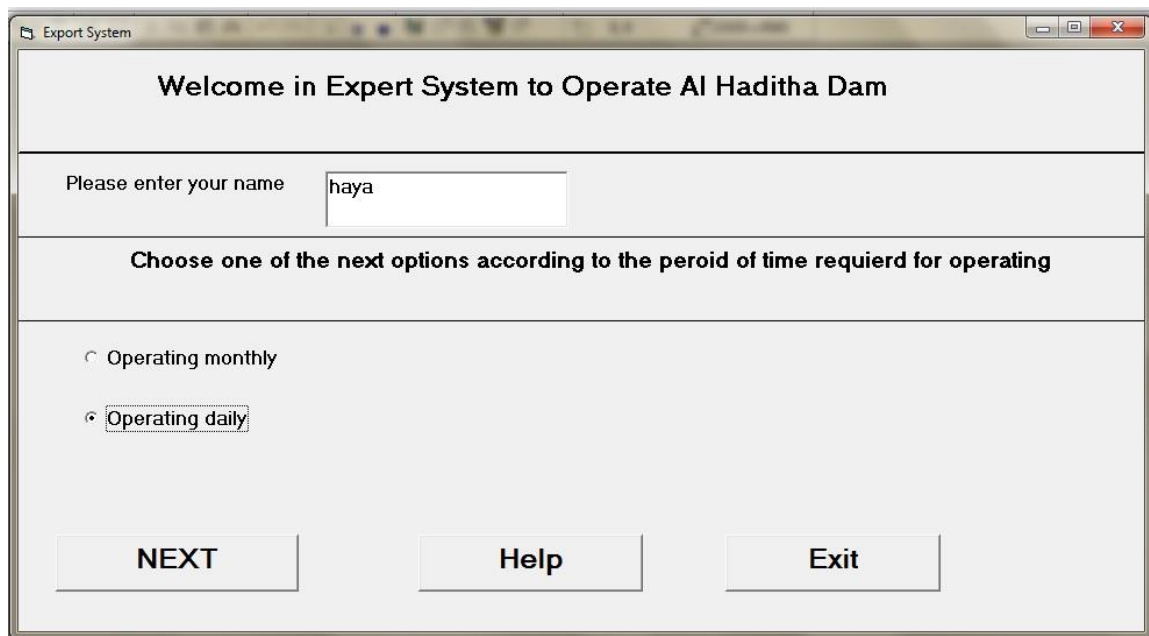 Export System
Welcome in Expert System to Operate Al Haditha Dam
Please enter your name
haya
Choose one of the next options according to the peroid of time requierd for operating
Operating monthly
Operating daily
NEXT
Help
Exit